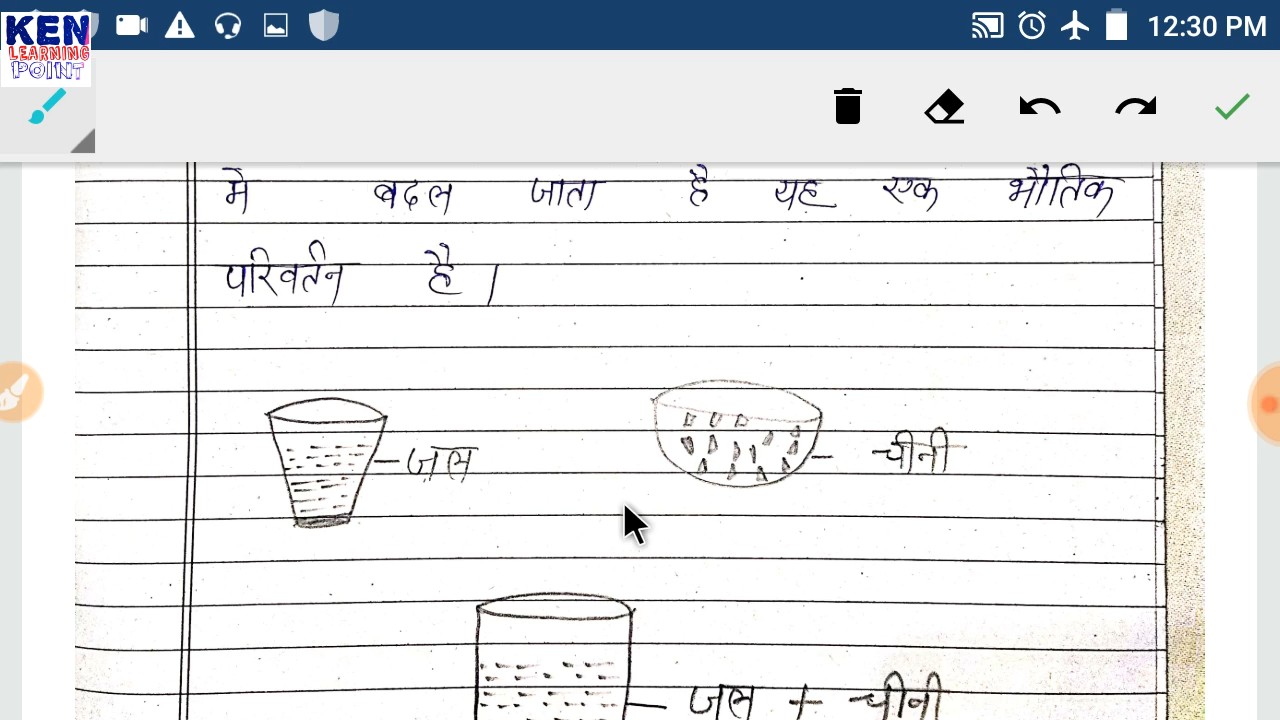 KEN
LEARNING
POINT
12:30 PM
मे बदल जाता है यह एक भौतिक
परिवर्तन है।
जल
चीनी
जल + चीनी